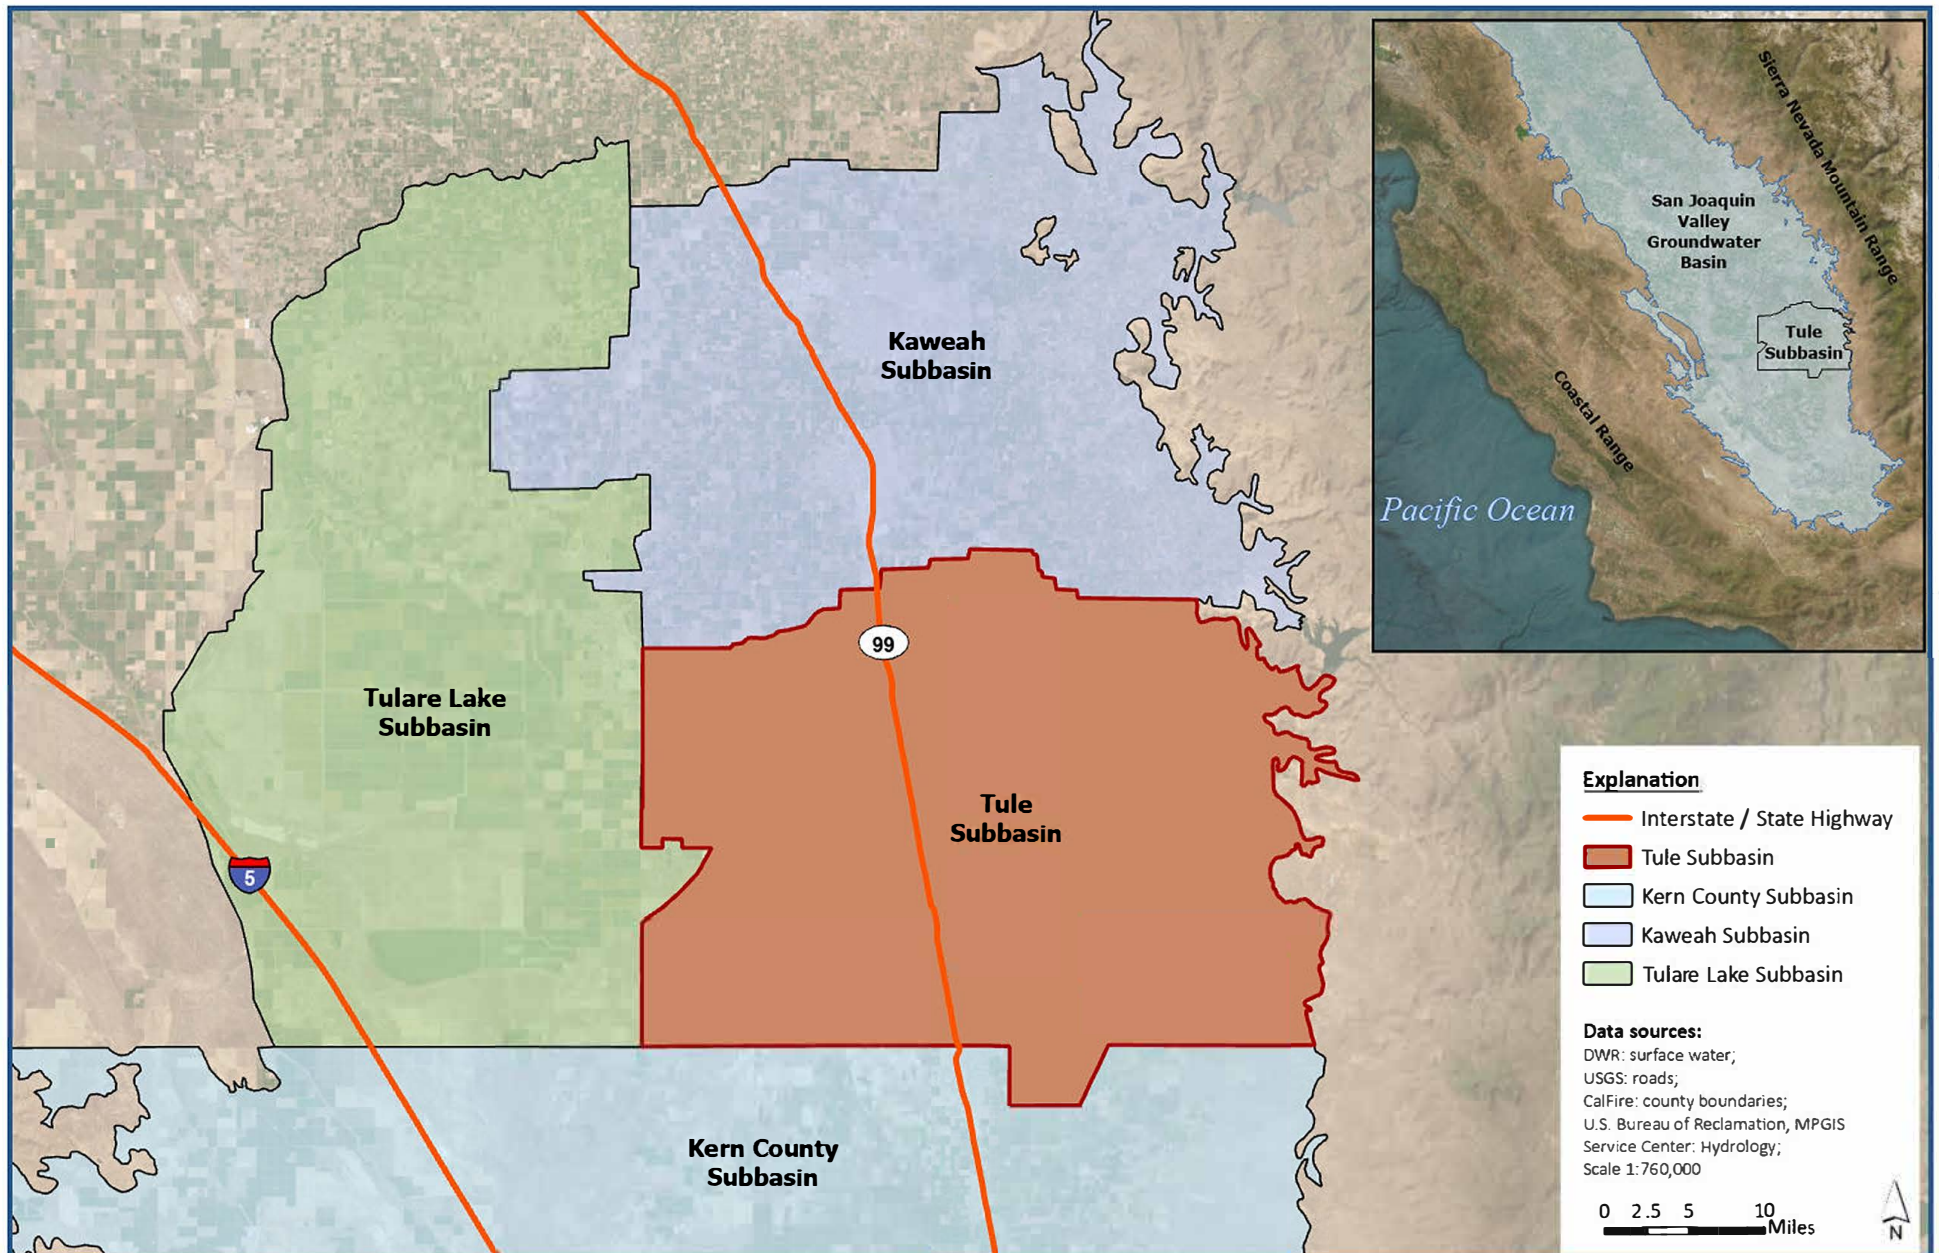 Sierra Nevada Mountain Range
San Joaquin
Valley
Groundwater
Basin
Tule
Subbasin
Coastal Range
Pacific Ocean
Kaweah
Subbasin
99
Tulare Lake
Subbasin
Tule
Subbasin
5
Kern County
Subbasin
Explanation
Interstate / State Highway
Tule Subbasin
Kern County Subbasin
Kaweah Subbasin
Tulare Lake Subbasin
Data sources:
DWR: surface water;
USGS: roads;
CalFire: county boundaries;
U.S. Bureau of Reclamation, MPGIS
Service Center: Hydrology;
Scale 1:760,000
0 2.5 5 10
Miles
N